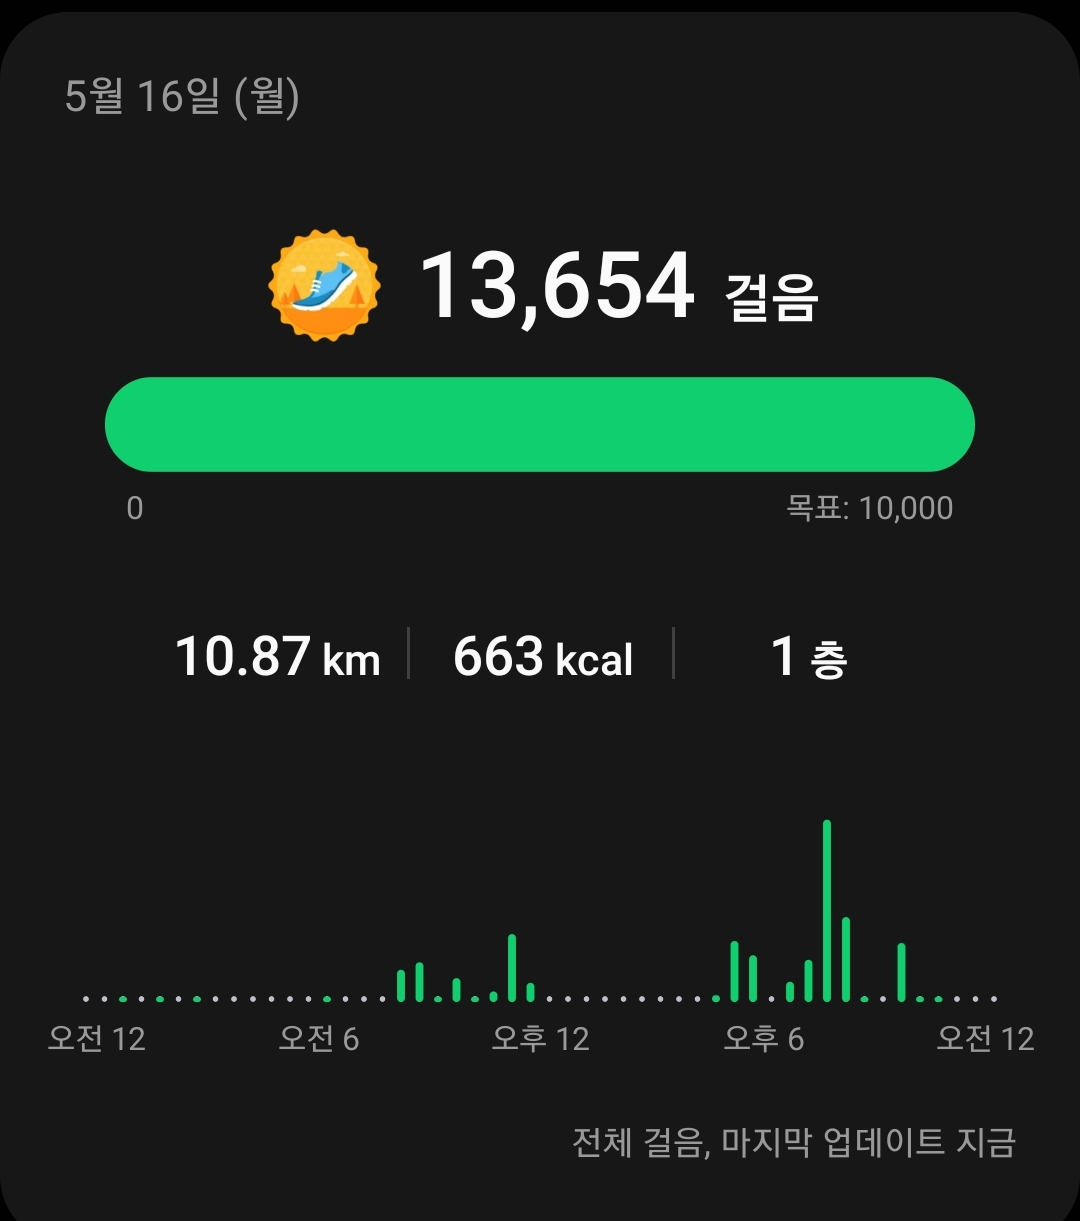 5월 16일 (월)
13,654 걸음
0 목표: 10,000
10.87 km 663 kcal 1 층
오전 12 오전 6 오후 12 오후 6 오전 12
전체 걸음, 마지막 업데이트 지금